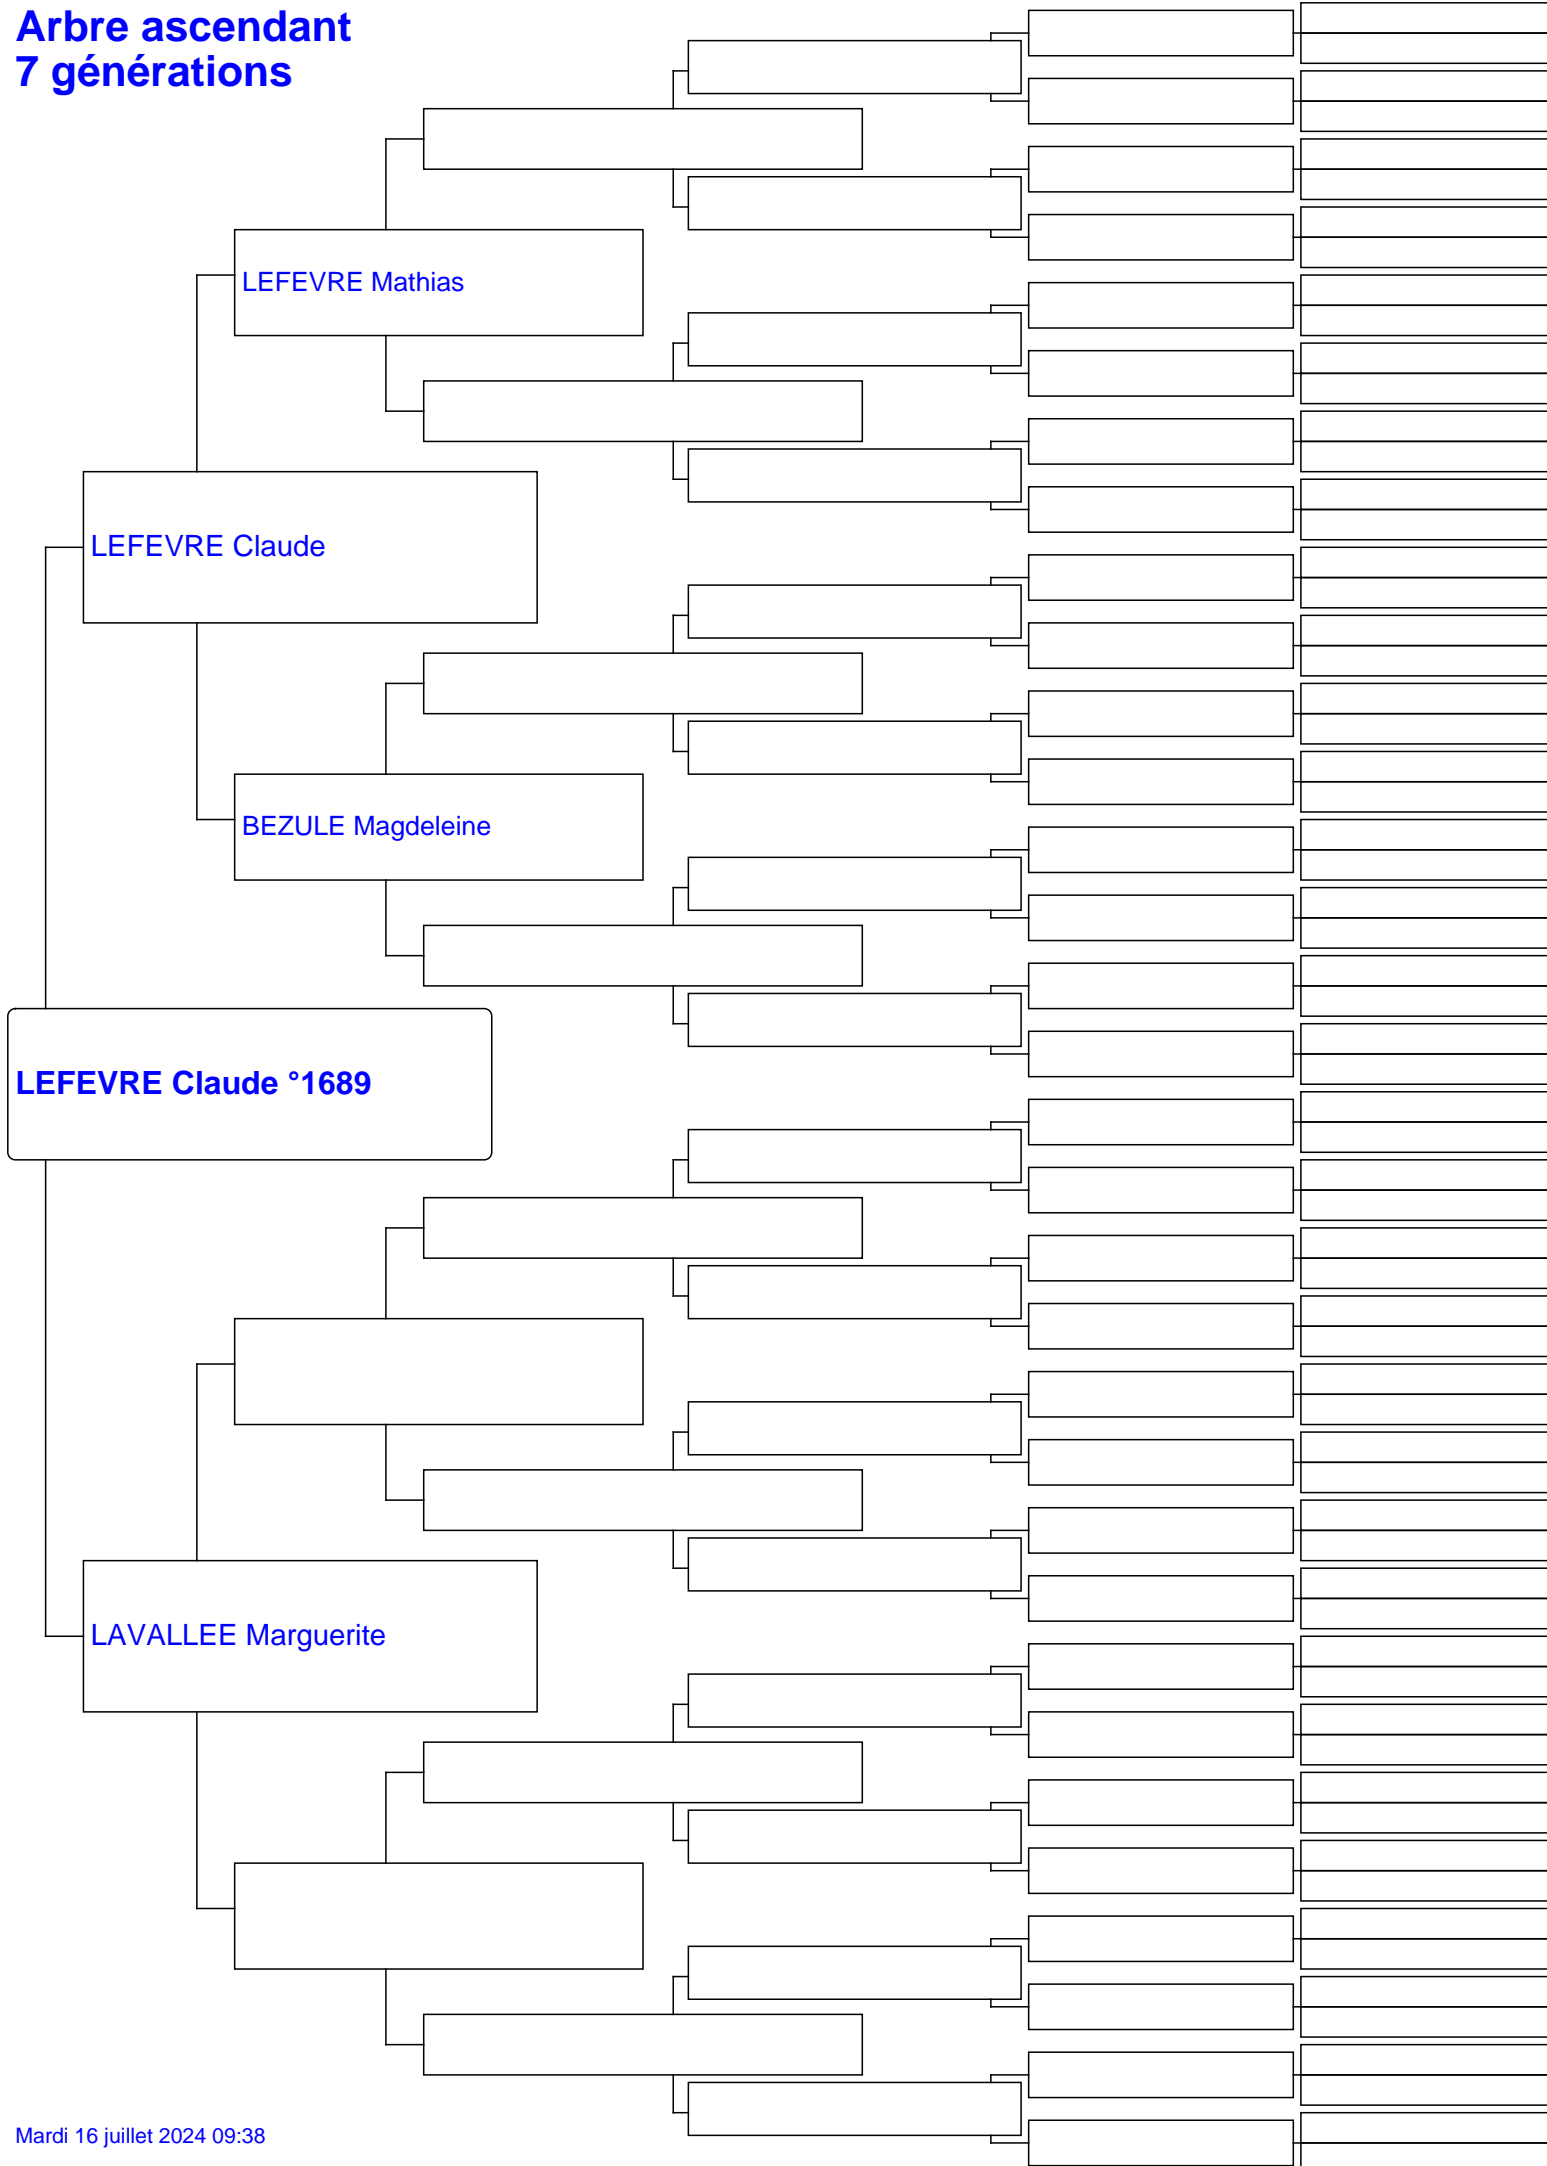 Arbre ascendant
7 générations
LEFEVRE Mathias
LEFEVRE Claude
BEZULE Magdeleine
LEFEVRE Claude °1689
LAVALLEE Marguerite
Mardi 16 juillet 2024 09:38